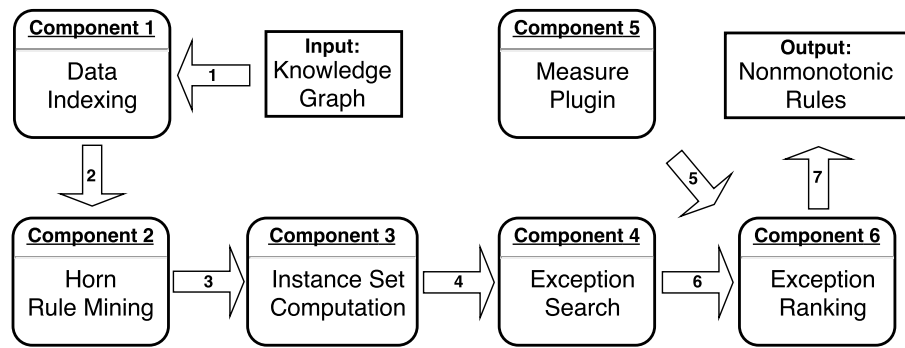 Component 1
Data
Indexing
1
Input:
Knowledge
Graph
Component 5
Measure
Plugin
Output:
Nonmonotonic
Rules
2
5
7
Component 2
Horn
Rule Mining
3
Component 3
Instance Set
Computation
4
Component 4
Exception
Search
6
Component 6
Exception
Ranking